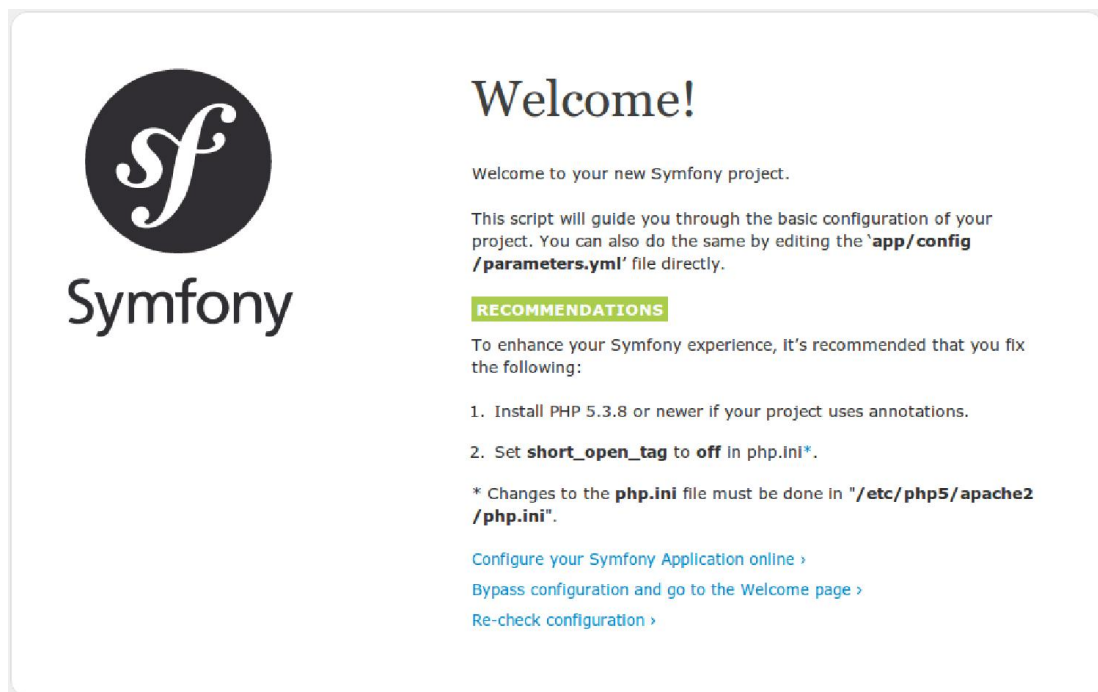 sf
Symfony
Welcome!
Welcome to your new Symfony project.
This script will guide you through the basic configuration of your
project. You can also do the same by editing the `app/config
/parameters.yml’ file directly.
RECOMMENDATIONS
To enhance your Symfony experience, it’s recommended that you fix
the following:
1. Install PHP 5.3.8 or newer if your project uses annotations.
2. Set short_open_tag to off in php.ini*.
* Changes to the php.ini file must be done in "/etc/php5/apache2
/php.ini".
Configure your Symfony Application online ›
Bypass configuration and go to the Welcome page ›
Re-check configuration ›